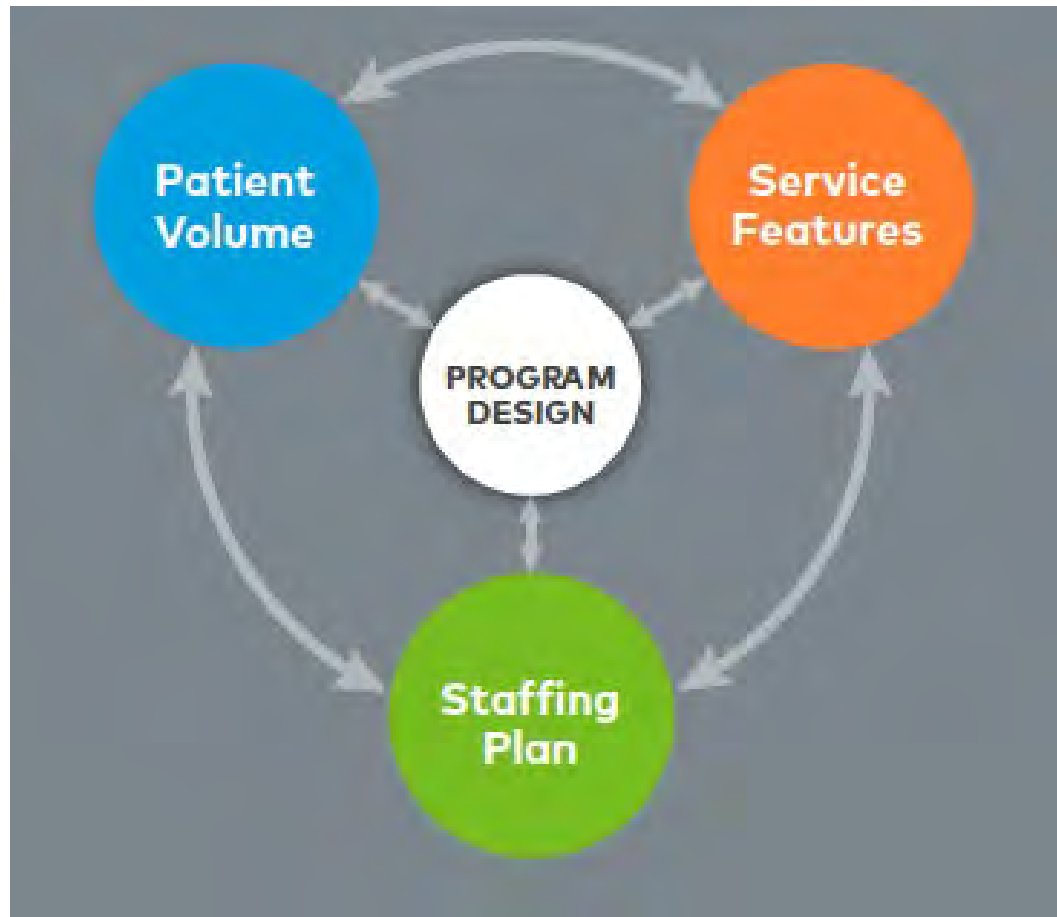 Patient
Volume
Service
Features
PROGRAM
DESIGN
Staffing
Plan